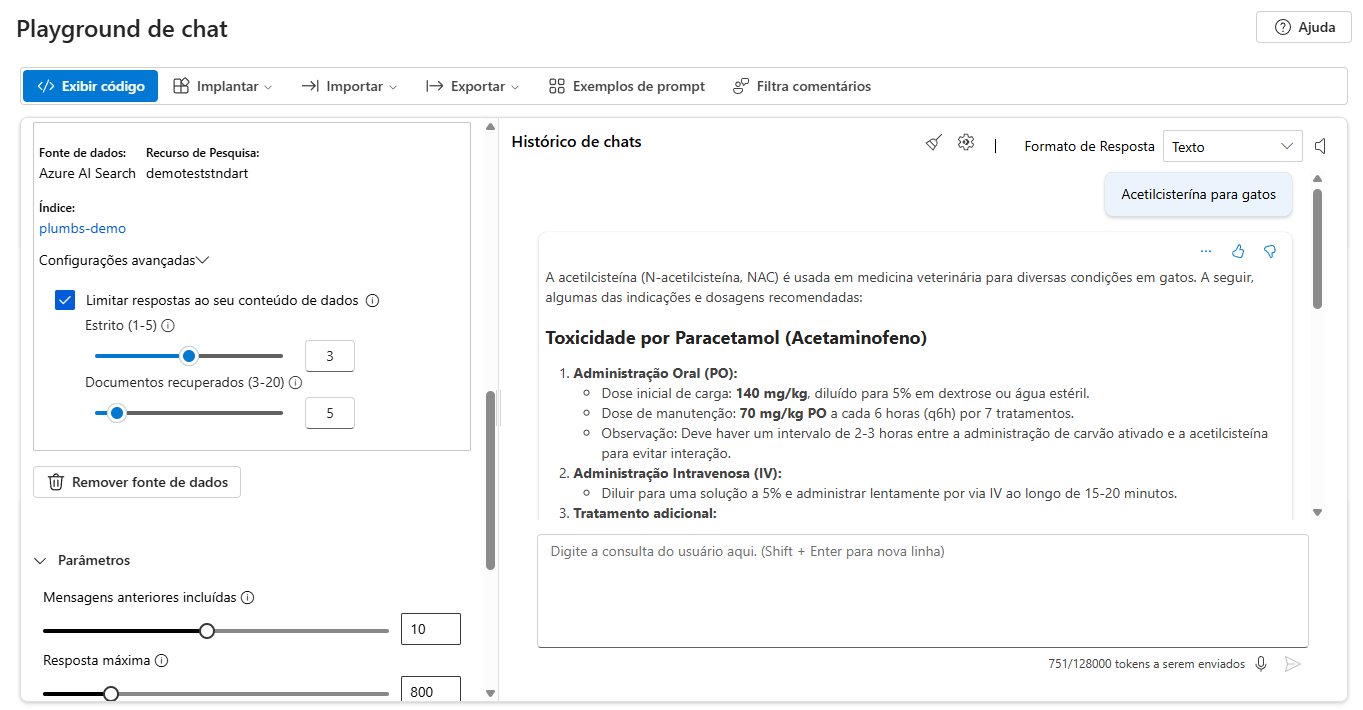 Playground de chat
Ajuda
Exibir código
Implantar
Importar
Exportar
Exemplos de prompt
Filtra comentários
Fonte de dados: Recurso de Pesquisa:
Azure AI Search demoteststndart
Índice:
plumbs-demo
Configurações avançadas
Limitar respostas ao seu conteúdo de dados
Estrito (1-5)
3
Documentos recuperados (3-20)
5
Remover fonte de dados
Parâmetros
Mensagens anteriores incluídas
10
Resposta máxima
800
Histórico de chats
Formato de Resposta
Texto
Acetilcisterína para gatos
A acetilcisteína (N-acetilcisteína, NAC) é usada em medicina veterinária para diversas condições em gatos. A seguir,
algumas das indicações e dosagens recomendadas:
Toxicidade por Paracetamol (Acetaminofeno)
1. Administração Oral (PO):
Dose inicial de carga: 140 mg/kg, diluído para 5% em dextrose ou água estéril.
Dose de manutenção: 70 mg/kg PO a cada 6 horas (q6h) por 7 tratamentos.
Observação: Deve haver um intervalo de 2-3 horas entre a administração de carvão ativado e a acetilcisteína
para evitar interação.
2. Administração Intravenosa (IV):
Diluir para uma solução a 5% e administrar lentamente por via IV ao longo de 15-20 minutos.
3. Tratamento adicional:
Digite a consulta do usuário aqui. (Shift + Enter para nova linha)
751/128000 tokens a serem enviados